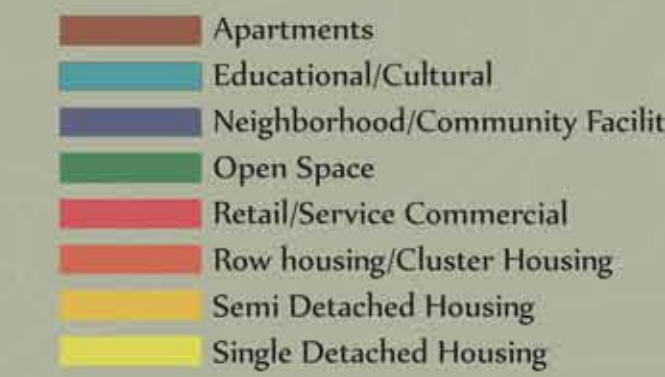 Apartments
Educational/Cultural
Neighborhood/Community Facilit
Open Space
Retail/Service Commercial
Row housing/Cluster Housing
Semi Detached Housing
Single Detached Housing